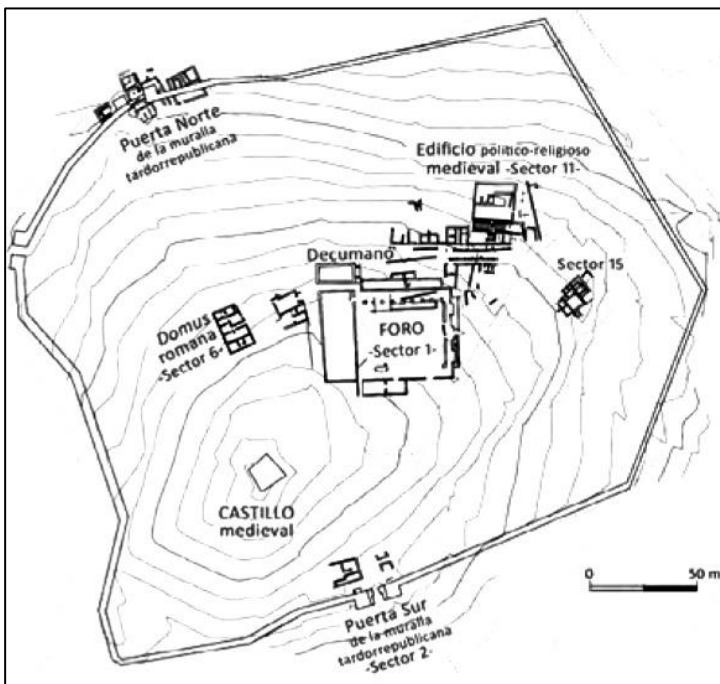 Puerta Norte
de la muralla
tardorrepublicana
Edificio político-religioso
medieval -Sector 11-
Decumano
Sector 15
Domus
romana
-Sector 6-
FORO
-Sector 1-
CASTILLO
medieval
0 50 m
Puerta Sur
de la muralla
tardorrepublicana
-Sector 2-